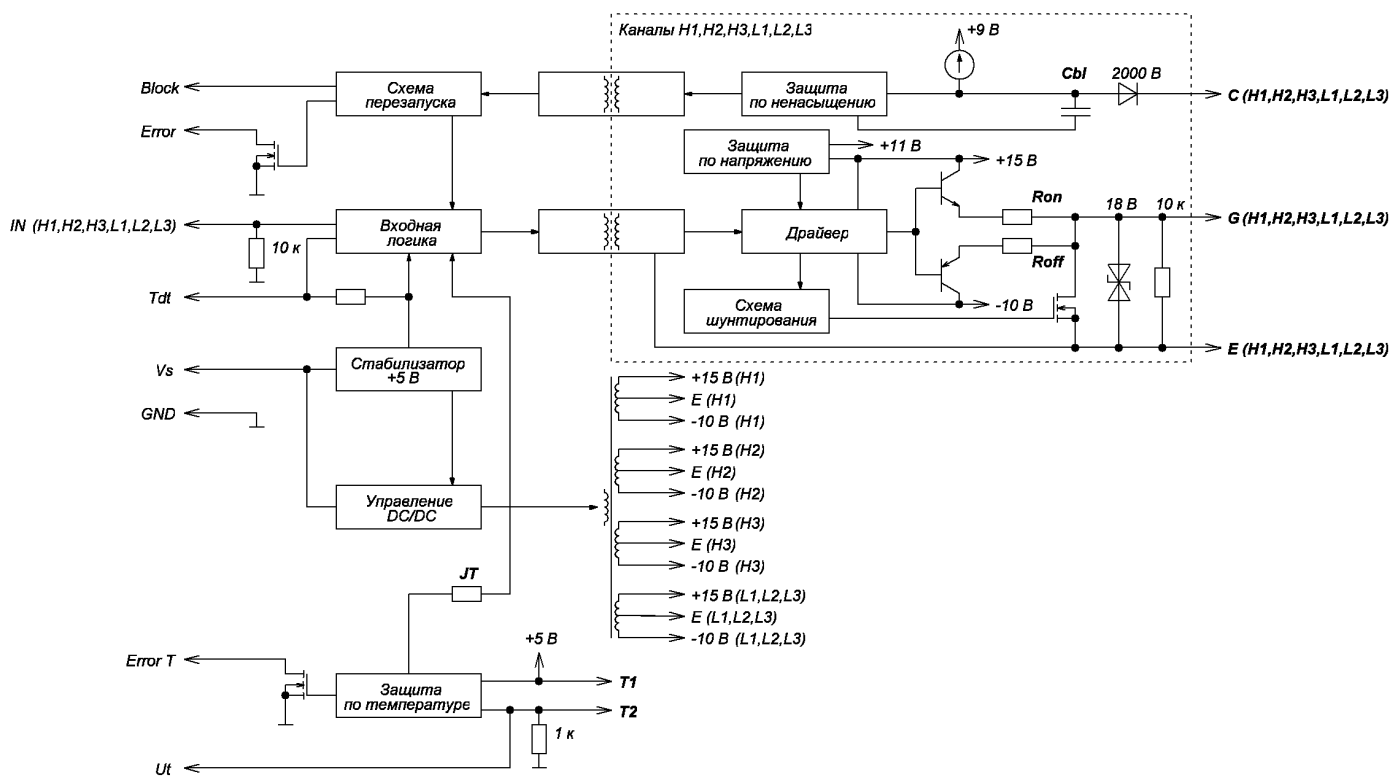 Каналы H1,H2,H3,L1,L2,L3
+9 В
Block
Схема
перезапуска
Защита
по ненасыщению
Cbl
2000 В
C (H1,H2,H3,L1,L2,L3)
Error
Защита
по напряжению
+11 В
+15 В
IN (H1,H2,H3,L1,L2,L3)
10 к
Входная
логика
Драйвер
Ron
Roff
18 В
10 к
G (H1,H2,H3,L1,L2,L3)
Tdt
Схема
шунтирования
-10 В
E (H1,H2,H3,L1,L2,L3)
Vs
Стабилизатор
+5 В
GND
+15 В (H1)
E (H1)
-10 В (H1)
+15 В (H2)
E (H2)
-10 В (H2)
Управление
DC/DC
+15 В (H3)
E (H3)
-10 В (H3)
JT
+15 В (L1,L2,L3)
E (L1,L2,L3)
-10 В (L1,L2,L3)
Error T
Защита
по температуре
+5 В
T1
T2
1 к
Ut